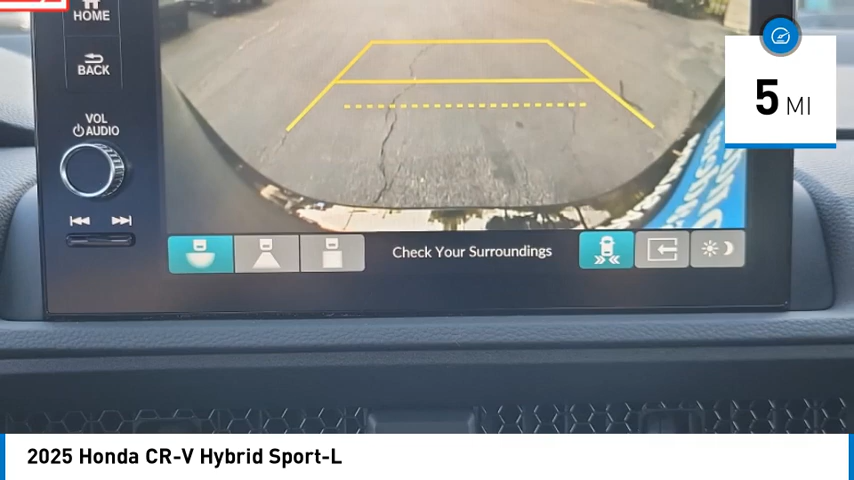 HOME
BACK
VOL
AUDIO
5 MI
Check Your Surroundings
2025 Honda CR-V Hybrid Sport-L